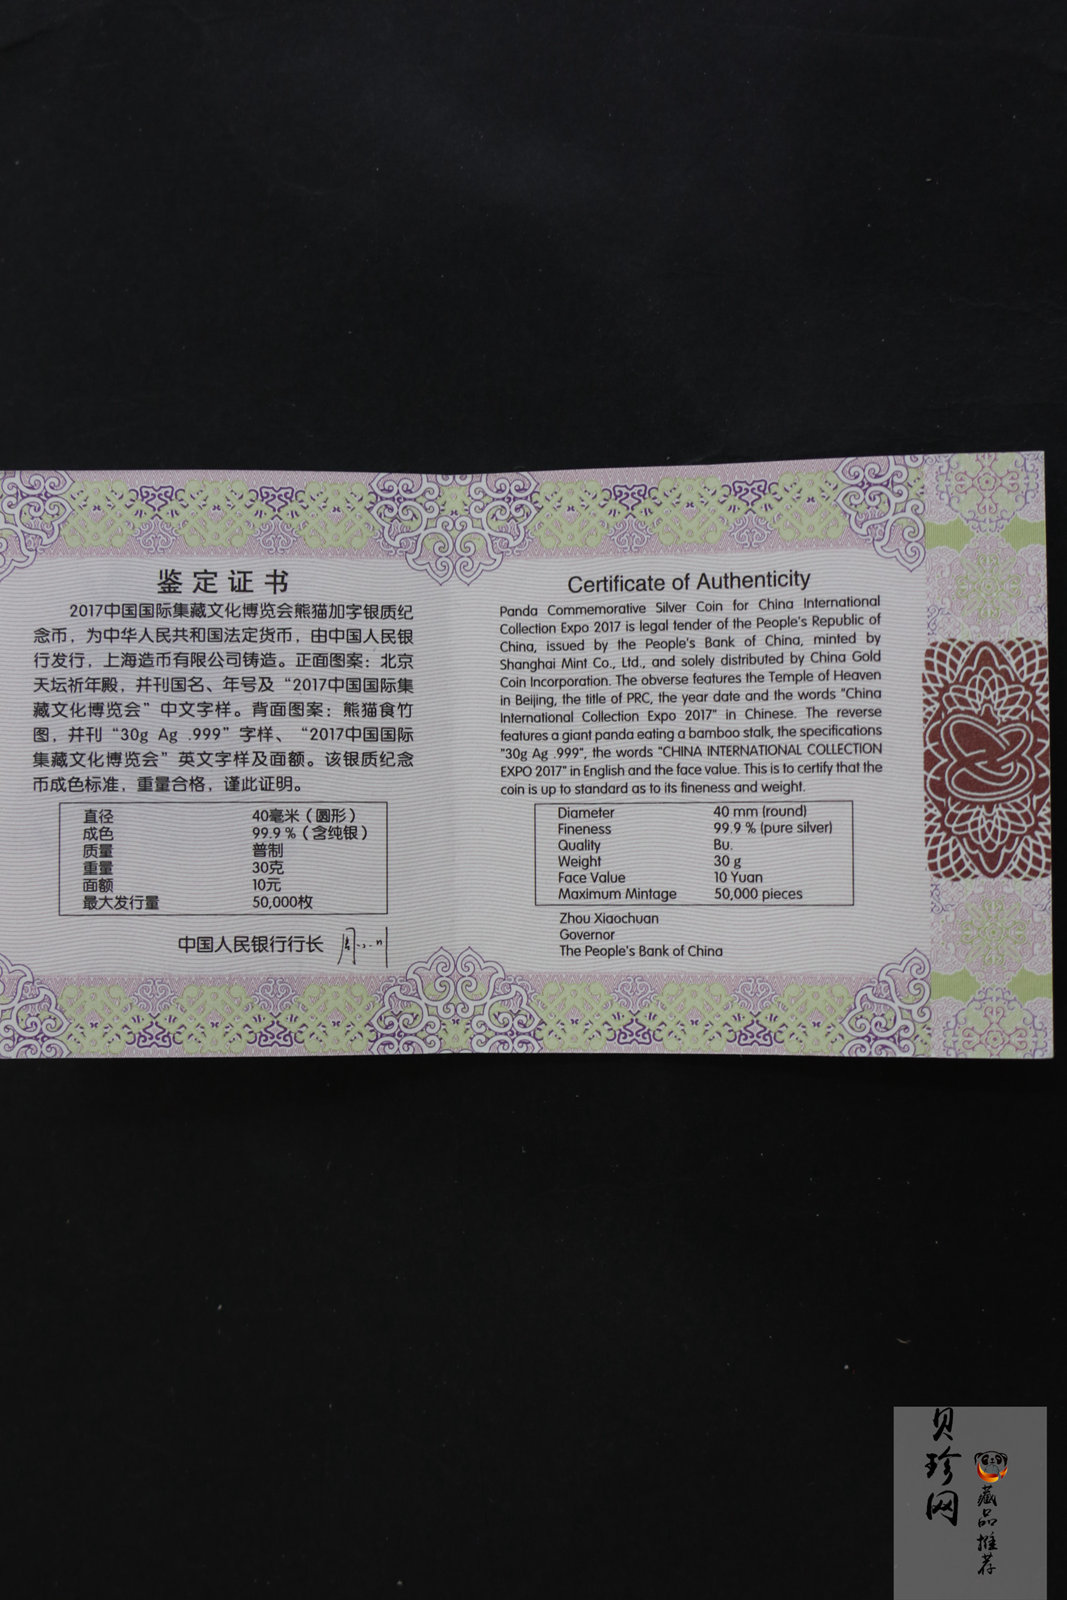 鉴定证书
2017中国国际集藏文化博览会熊猫加字银质纪
念币，为中华人民共和国法定货币，由中国人民银
行发行，上海造币有限公司铸造。正面图案：北京
天坛祈年殿，并刊国名、年号及“2017中国国际集
藏文化博览会”中文字样。背面图案：熊猫食竹
图，并刊“30g Ag .999”字样、“2017中国国际
集藏文化博览会”英文字样及面额。该银质纪念
币成色标准，重量合格，谨此证明。
直径 40毫米（圆形）
成色 99.9％（含纯银）
质量 普制
重量 30克
面额 10元
最大发行量 50,000枚
中国人民银行行长
Certificate of Authenticity
Panda Commemorative Silver Coin for China International
Collection Expo 2017 is legal tender of the People's Republic of
China, issued by the People's Bank of China, minted by
Shanghai Mint Co., Ltd., and solely distributed by China Gold
Coin Incorporation. The obverse features the Temple of Heaven
in Beijing, the title of PRC, the year date and the words "China
International Collection Expo 2017" in Chinese. The reverse
features a giant panda eating a bamboo stalk, the specifications
"30g Ag .999", the words "CHINA INTERNATIONAL COLLECTION
EXPO 2017" in English and the face value. This is to certify that the
coin is up to standard as to its fineness and weight.
Diameter 40 mm (round)
Fineness 99.9 % (pure silver)
Quality Bu.
Weight 30 g
Face Value 10 Yuan
Maximum Mintage 50,000 pieces
Zhou Xiaochuan
Governor
The People's Bank of China
贝珍网
藏品推荐